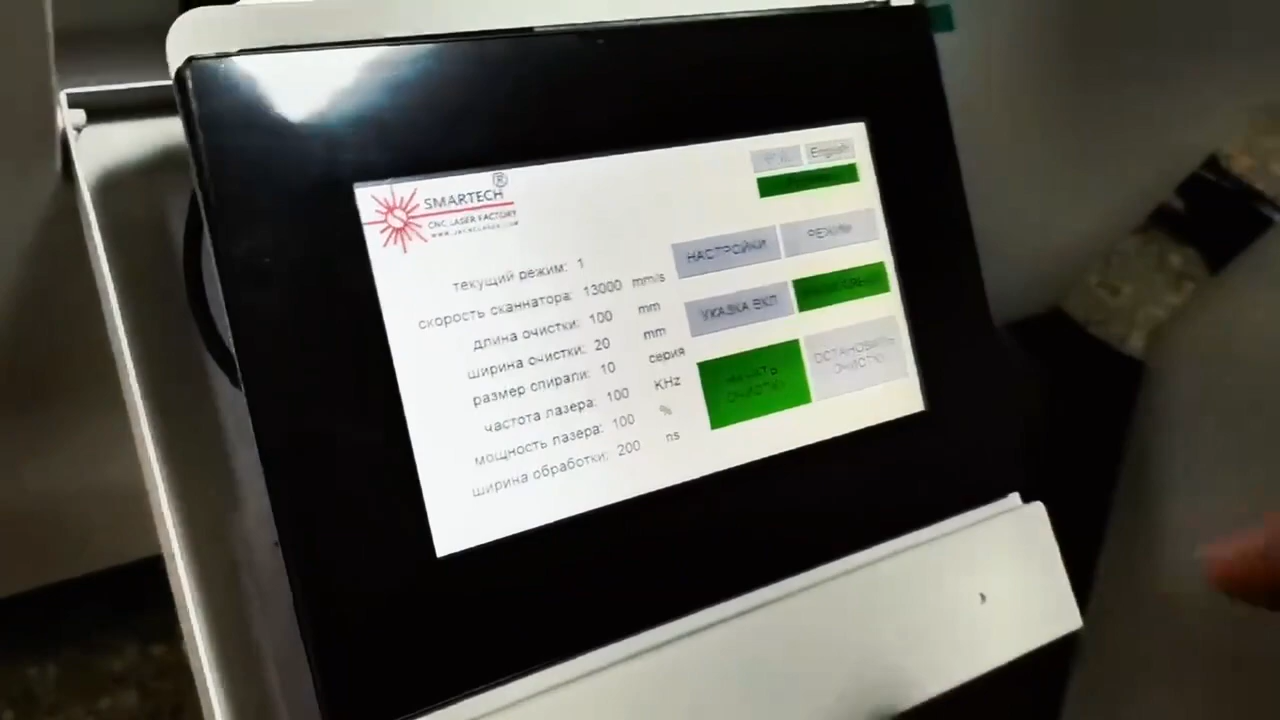 English
SMARTECH®
CNC LASER FACTORY
НАСТРОЙКИ
РЕЖИМ
УКАЗКА ВКЛ
НАЧАТЬ
ОЧИСТКУ
ОСТАНОВИТЬ
ОЧИСТКУ
текущий режим: 1
скорость сканнатора: 13000 mm/s
длина очистки: 100 mm
ширина очистки: 20 mm
размер спирали: 10 серия
частота лазера: 100 KHz
мощность лазера: 100 %
ширина обработки: 200 ns